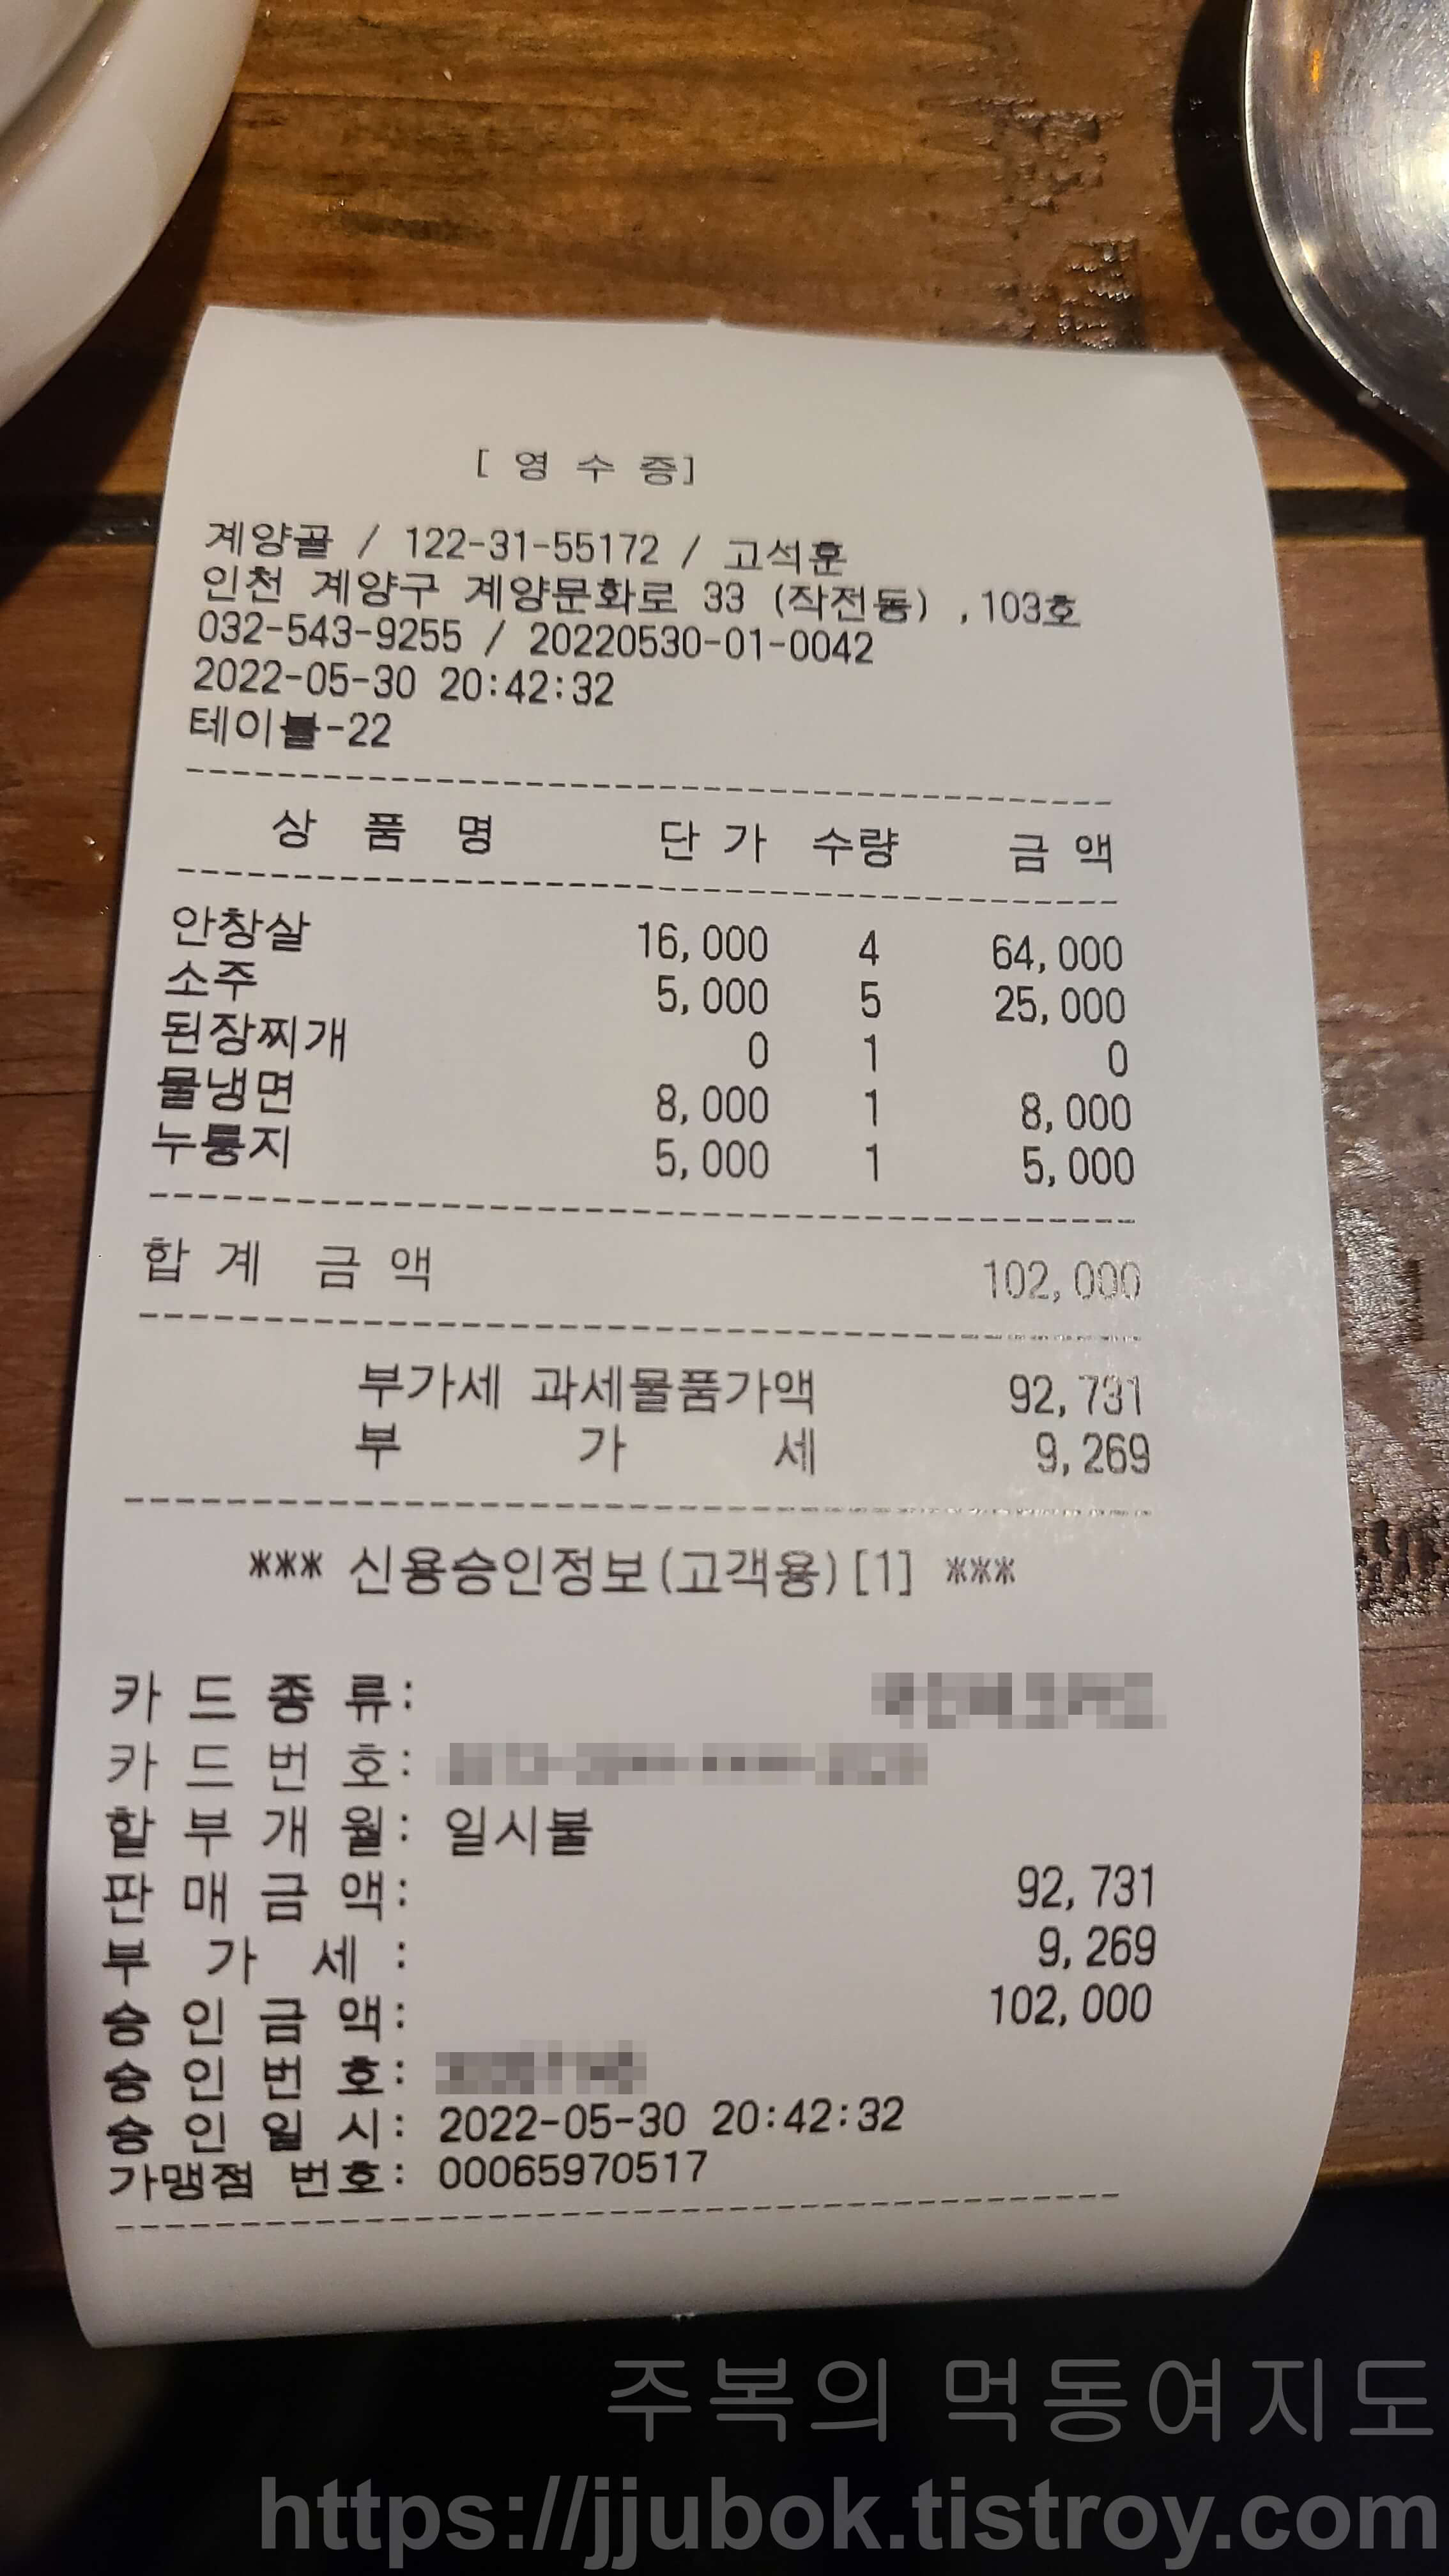 [ 영 수 증]
계양골 / 122-31-55172 / 고석훈
인천 계양구 계양문화로 33 (작전동) ,103호
032-543-9255 / 20220530-01-0042
2022-05-30 20:42:32
테이블-22
상 품 명 단 가 수량 금 액
안창살 16,000 4 64,000
소주 5,000 5 25,000
된장찌개 0 1 0
물냉면 8,000 1 8,000
누룽지 5,000 1 5,000
합 계 금 액 102,000
부가세 과세물품가액 92,731
부 가 세 9,269
*** 신용승인정보(고객용)[1] ***
카 드 종 류:
카 드 번 호:
할 부 개 월: 일시불
판 매 금 액: 92,731
부 가 세 : 9,269
승 인 금 액: 102,000
승 인 번 호:
승 인 일 시: 2022-05-30 20:42:32
가맹점 번호: 00065970517
주복의 먹동여지도
https://jjubok.tistroy.com